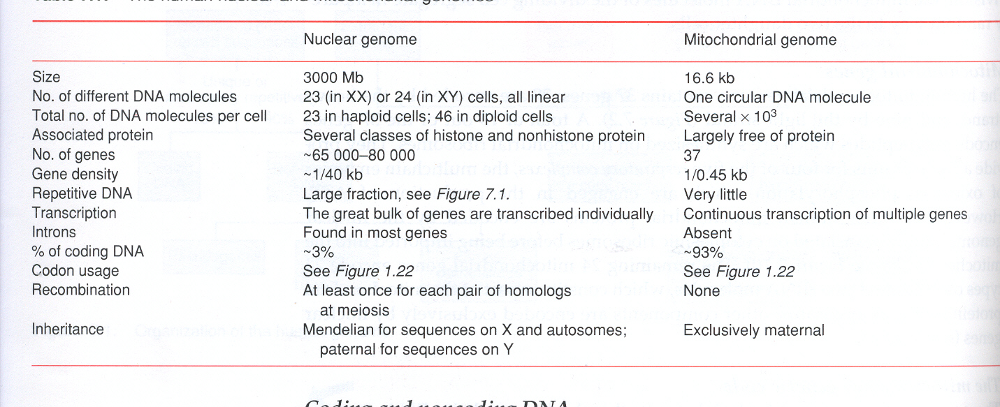 The human nuclear and mitochondrial genomes
Nuclear genome Mitochondrial genome
Size 3000 Mb 16.6 kb
No. of different DNA molecules 23 (in XX) or 24 (in XY) cells, all linear One circular DNA molecule
Total no. of DNA molecules per cell 23 in haploid cells; 46 in diploid cells Several × 10³
Associated protein Several classes of histone and nonhistone protein Largely free of protein
No. of genes ~65 000–80 000 37
Gene density ~1/40 kb 1/0.45 kb
Repetitive DNA Large fraction, see Figure 7.1. Very little
Transcription The great bulk of genes are transcribed individually Continuous transcription of multiple genes
Introns Found in most genes Absent
% of coding DNA ~3% ~93%
Codon usage See Figure 1.22 See Figure 1.22
Recombination At least once for each pair of homologs None
at meiosis
Inheritance Mendelian for sequences on X and autosomes; Exclusively maternal
paternal for sequences on Y
Coding and noncoding DNA